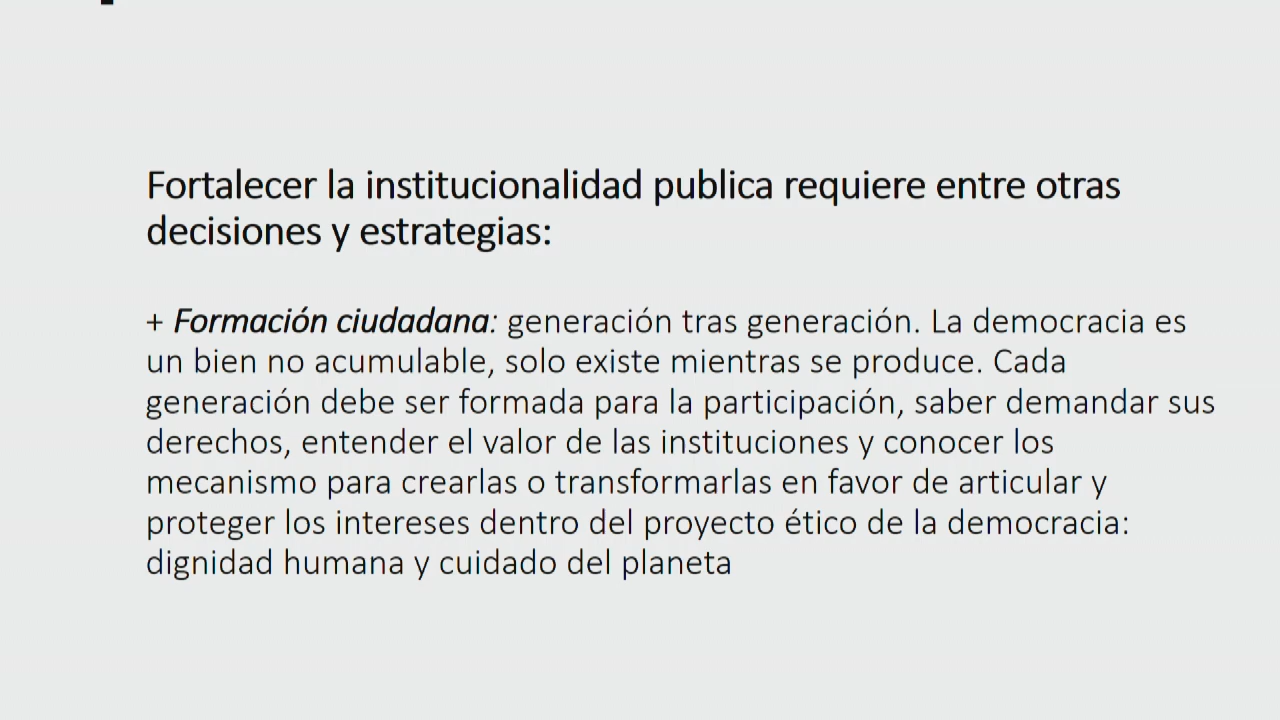 Fortalecer la institucionalidad publica requiere entre otras
decisiones y estrategias:
+ Formación ciudadana: generación tras generación. La democracia es
un bien no acumulable, solo existe mientras se produce. Cada
generación debe ser formada para la participación, saber demandar sus
derechos, entender el valor de las instituciones y conocer los
mecanismo para crearlas o transformarlas en favor de articular y
proteger los intereses dentro del proyecto ético de la democracia:
dignidad humana y cuidado del planeta